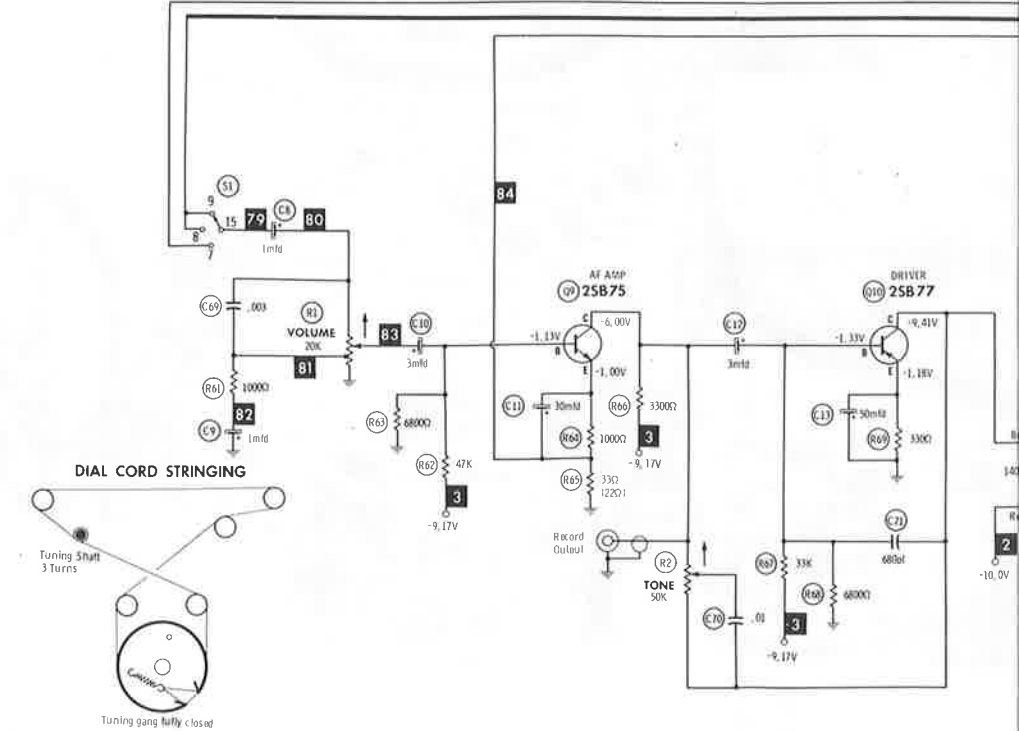 S1
9
15
8
7
79
C8
+
80
1mfd
84
C69
.003
R1
VOLUME
20K
83
C10
+
3mfd
81
R61
1000Ω
82
C9
+
1mfd
R63
6800Ω
R62
47K
3
-9.17V
AF AMP
Q9 2SB75
C
-6.00V
-1.13V
B
E
-1.00V
C11
30mfd
+
R64
1000Ω
R65
33Ω
(22Ω)
R66
3300Ω
3
-9.17V
C12
+
3mfd
DRIVER
Q10 2SB77
C
-9.41V
-1.33V
B
E
-1.18V
C13
50mfd
+
R69
330Ω
Record
Output
R2
TONE
50K
C70
.01
R67
33K
3
-9.17V
R68
6800Ω
C71
680pf
140
2
-10.0V
DIAL CORD STRINGING
Tuning Shaft
3 Turns
Tuning gang fully closed